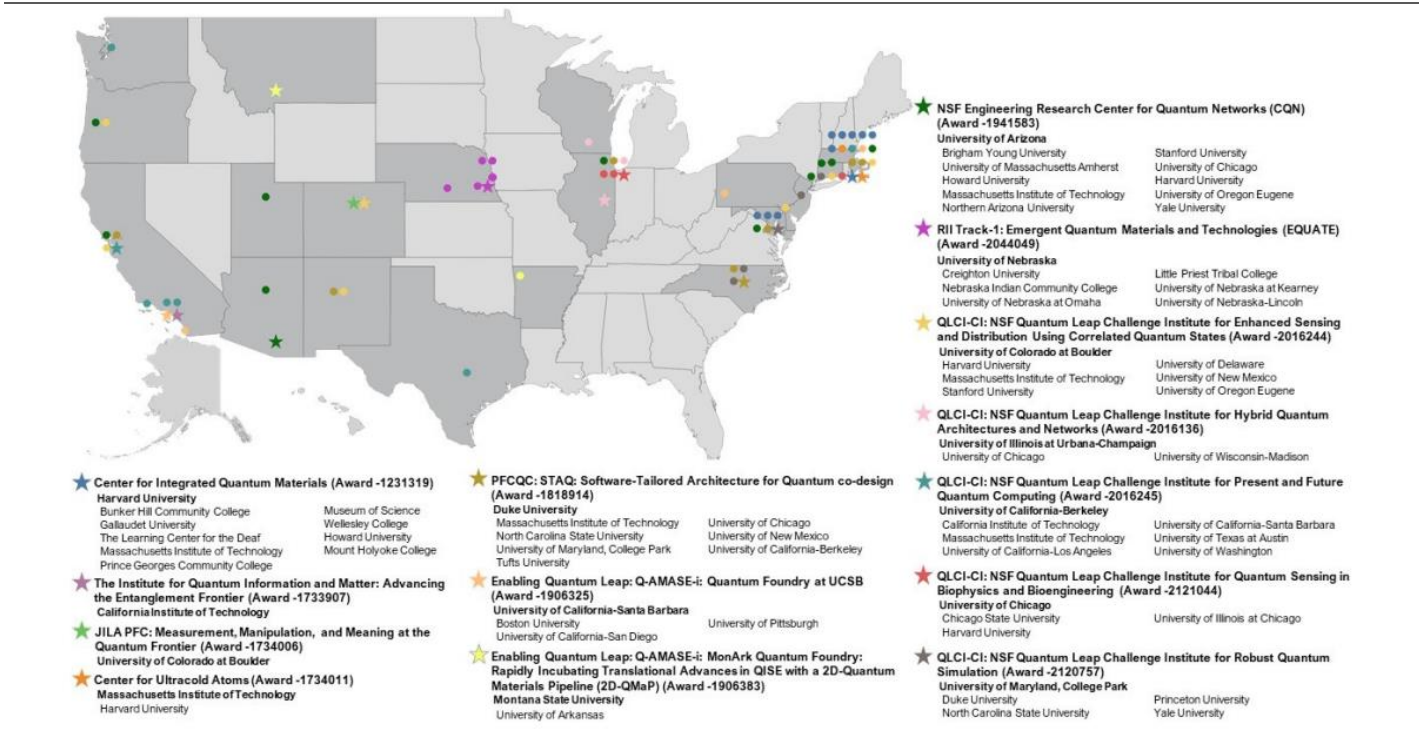 NSF Engineering Research Center for Quantum Networks (CQN)
(Award -1941583)
University of Arizona
Brigham Young University
Stanford University
University of Massachusetts Amherst
University of Chicago
Howard University
Harvard University
Massachusetts Institute of Technology
University of Oregon Eugene
Northern Arizona University
Yale University
RII Track-1: Emergent Quantum Materials and Technologies (EQUATE)
(Award -2044049)
University of Nebraska
Creighton University
Little Priest Tribal College
Nebraska Indian Community College
University of Nebraska at Kearney
University of Nebraska at Omaha
University of Nebraska-Lincoln
QLCI-CI: NSF Quantum Leap Challenge Institute for Enhanced Sensing
and Distribution Using Correlated Quantum States (Award -2016244)
University of Colorado at Boulder
Harvard University
University of Delaware
Massachusetts Institute of Technology
University of New Mexico
Stanford University
University of Oregon Eugene
QLCI-CI: NSF Quantum Leap Challenge Institute for Hybrid Quantum
Architectures and Networks (Award -2016136)
University of Illinois at Urbana-Champaign
University of Chicago
University of Wisconsin-Madison
QLCI-CI: NSF Quantum Leap Challenge Institute for Present and Future
Quantum Computing (Award -2016245)
University of California-Berkeley
California Institute of Technology
University of California-Santa Barbara
Massachusetts Institute of Technology
University of Texas at Austin
University of California-Los Angeles
University of Washington
QLCI-CI: NSF Quantum Leap Challenge Institute for Quantum Sensing in
Biophysics and Bioengineering (Award -2121044)
University of Chicago
Chicago State University
University of Illinois at Chicago
Harvard University
QLCI-CI: NSF Quantum Leap Challenge Institute for Robust Quantum
Simulation (Award -2120757)
University of Maryland, College Park
Duke University
Princeton University
North Carolina State University
Yale University
Center for Integrated Quantum Materials (Award -1231319)
Harvard University
Bunker Hill Community College
Museum of Science
Gallaudet University
Wellesley College
The Learning Center for the Deaf
Howard University
Massachusetts Institute of Technology
Mount Holyoke College
Prince Georges Community College
The Institute for Quantum Information and Matter: Advancing
the Entanglement Frontier (Award -1733907)
California Institute of Technology
JILA PFC: Measurement, Manipulation, and Meaning at the
Quantum Frontier (Award -1734006)
University of Colorado at Boulder
Center for Ultracold Atoms (Award -1734011)
Massachusetts Institute of Technology
Harvard University
PFCQC: STAQ: Software-Tailored Architecture for Quantum co-design
(Award -1818914)
Duke University
Massachusetts Institute of Technology
University of Chicago
North Carolina State University
University of New Mexico
University of Maryland, College Park
University of California-Berkeley
Tufts University
Enabling Quantum Leap: Q-AMASE-i: Quantum Foundry at UCSB
(Award -1906325)
University of California-Santa Barbara
Boston University
University of Pittsburgh
University of California-San Diego
Enabling Quantum Leap: Q-AMASE-i: MonArk Quantum Foundry:
Rapidly Incubating Translational Advances in QISE with a 2D-Quantum
Materials Pipeline (2D-QMaP) (Award -1906383)
Montana State University
University of Arkansas